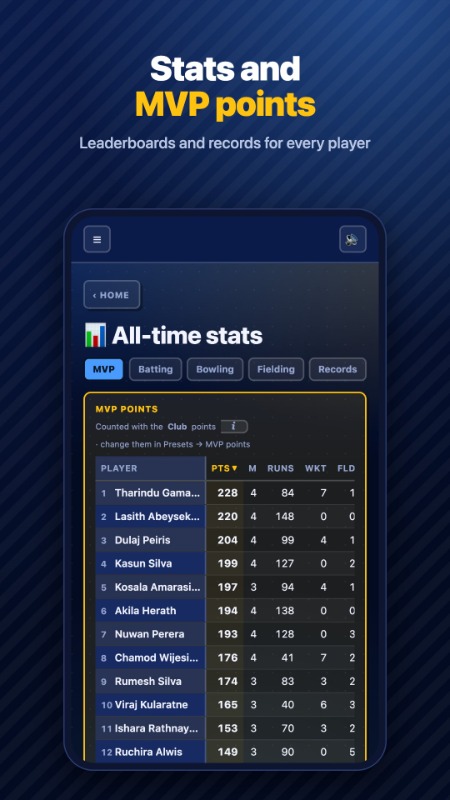 Stats and
MVP points
Leaderboards and records for every player
≡
‹ HOME
All-time stats
MVP Batting Bowling Fielding Records
MVP POINTS
Counted with the Club points i
· change them in Presets → MVP points
PLAYER PTS▼ M RUNS WKT FLD
1 Tharindu Gama... 228 4 84 7 1
2 Lasith Abeysek... 220 4 148 0 0
3 Dulaj Peiris 204 4 99 4 1
4 Kasun Silva 199 4 127 0 2
5 Kosala Amarasi... 197 3 94 4 1
6 Akila Herath 194 4 138 0 0
7 Nuwan Perera 193 4 128 0 3
8 Chamod Wijesi... 176 4 41 7 2
9 Rumesh Silva 174 3 83 3 2
10 Viraj Kularatne 165 3 40 6 3
11 Ishara Rathnay... 153 3 70 3 2
12 Ruchira Alwis 149 3 90 0 5